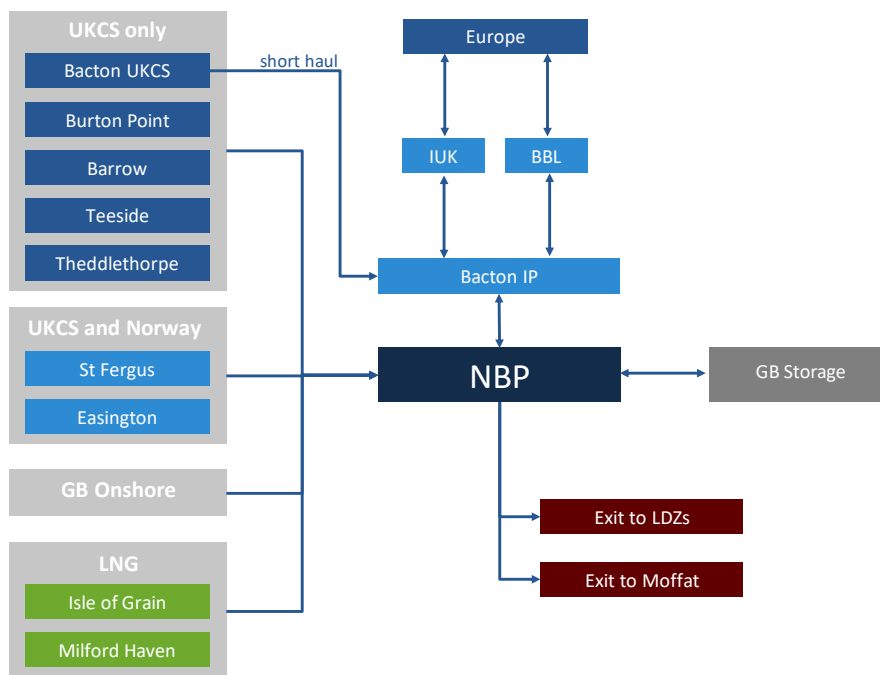 UKCS only
Bacton UKCS
Burton Point
Barrow
Teeside
Theddlethorpe
short haul
Europe
IUK
BBL
Bacton IP
UKCS and Norway
St Fergus
Easington
NBP
GB Storage
GB Onshore
Exit to LDZs
Exit to Moffat
LNG
Isle of Grain
Milford Haven